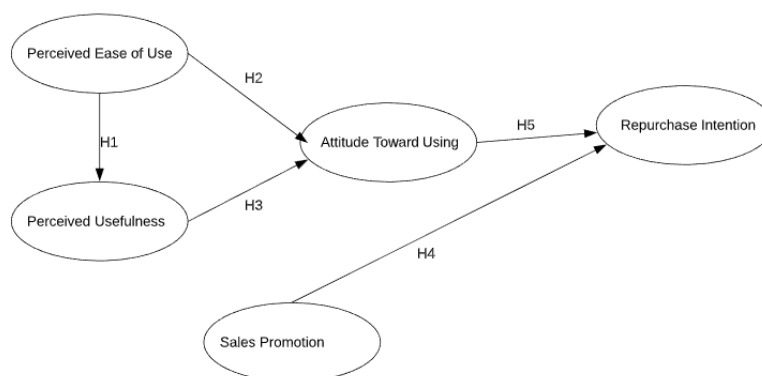 Perceived Ease of Use
H2
H1
Attitude Toward Using
H5
Repurchase Intention
Perceived Usefulness
H3
H4
Sales Promotion